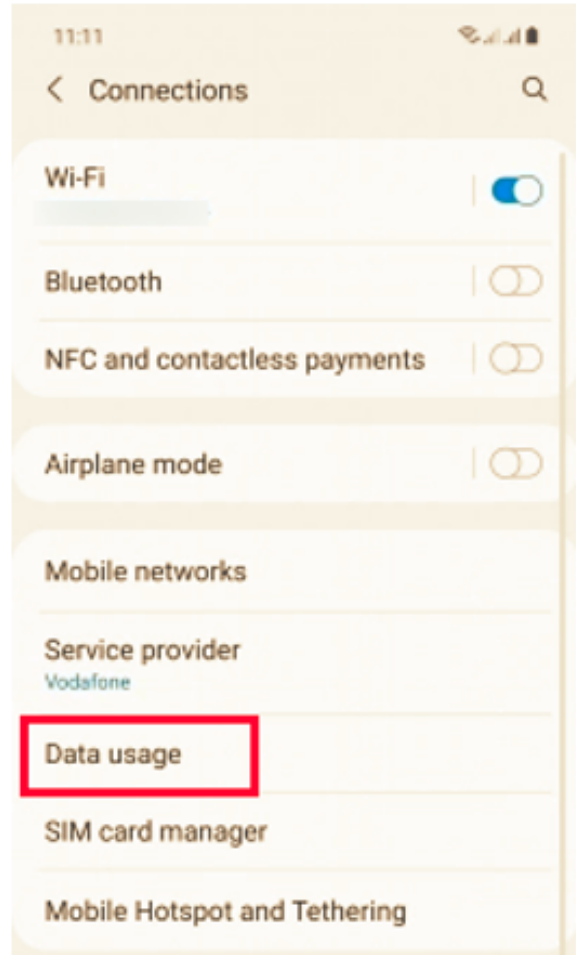 11:11
Connections
Wi-Fi
Bluetooth
NFC and contactless payments
Airplane mode
Mobile networks
Service provider
Vodafone
Data usage
SIM card manager
Mobile Hotspot and Tethering